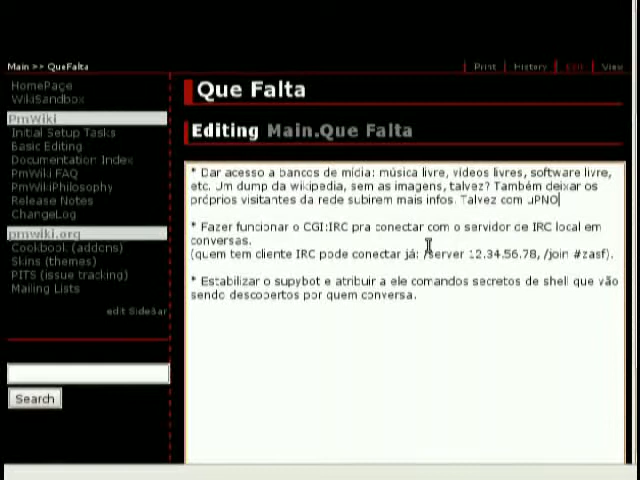 Main >> QueFalta
Print
History
Edit
View
HomePage
WikiSandbox
PmWiki
Initial Setup Tasks
Basic Editing
Documentation Index
PmWiki FAQ
PmWikiPhilosophy
Release Notes
ChangeLog
pmwiki.org
Cookbook (addons)
Skins (themes)
PITS (issue tracking)
Mailing Lists
edit SideBar
Search
Que Falta
Editing Main.Que Falta
* Dar acesso a bancos de mídia: música livre, vídeos livres, software livre,
etc. Um dump da wikipedia, sem as imagens, talvez? Também deixar os
próprios visitantes da rede subirem mais infos. Talvez com uPNO
* Fazer funcionar o CGI:IRC pra conectar com o servidor de IRC local em
conversas.
(quem tem cliente IRC pode conectar já: /server 12.34.56.78, /join #zasf).
* Estabilizar o supybot e atribuir a ele comandos secretos de shell que vão
sendo descobertos por quem conversa.